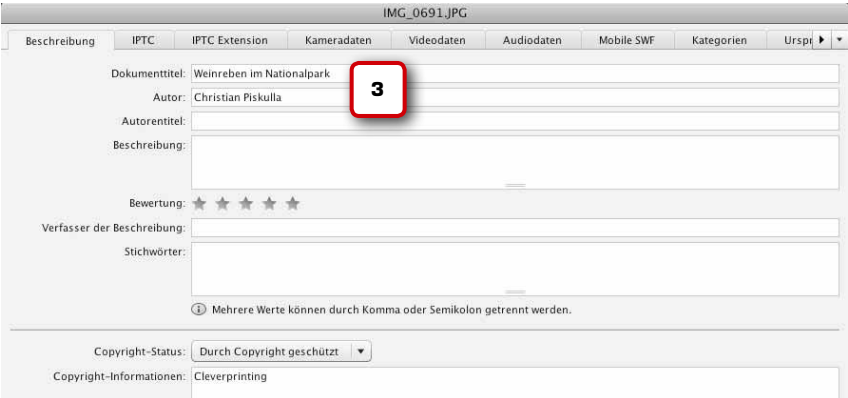 IMG_0691.JPG
Beschreibung IPTC IPTC Extension Kameradaten Videodaten Audiodaten Mobile SWF Kategorien Urspr
Dokumenttitel: Weinreben im Nationalpark
3
Autor: Christian Piskulla
Autorentitel:
Beschreibung:
Bewertung:
Verfasser der Beschreibung:
Stichwörter:
Mehrere Werte können durch Komma oder Semikolon getrennt werden.
Copyright-Status: Durch Copyright geschützt
Copyright-Informationen: Cleverprinting